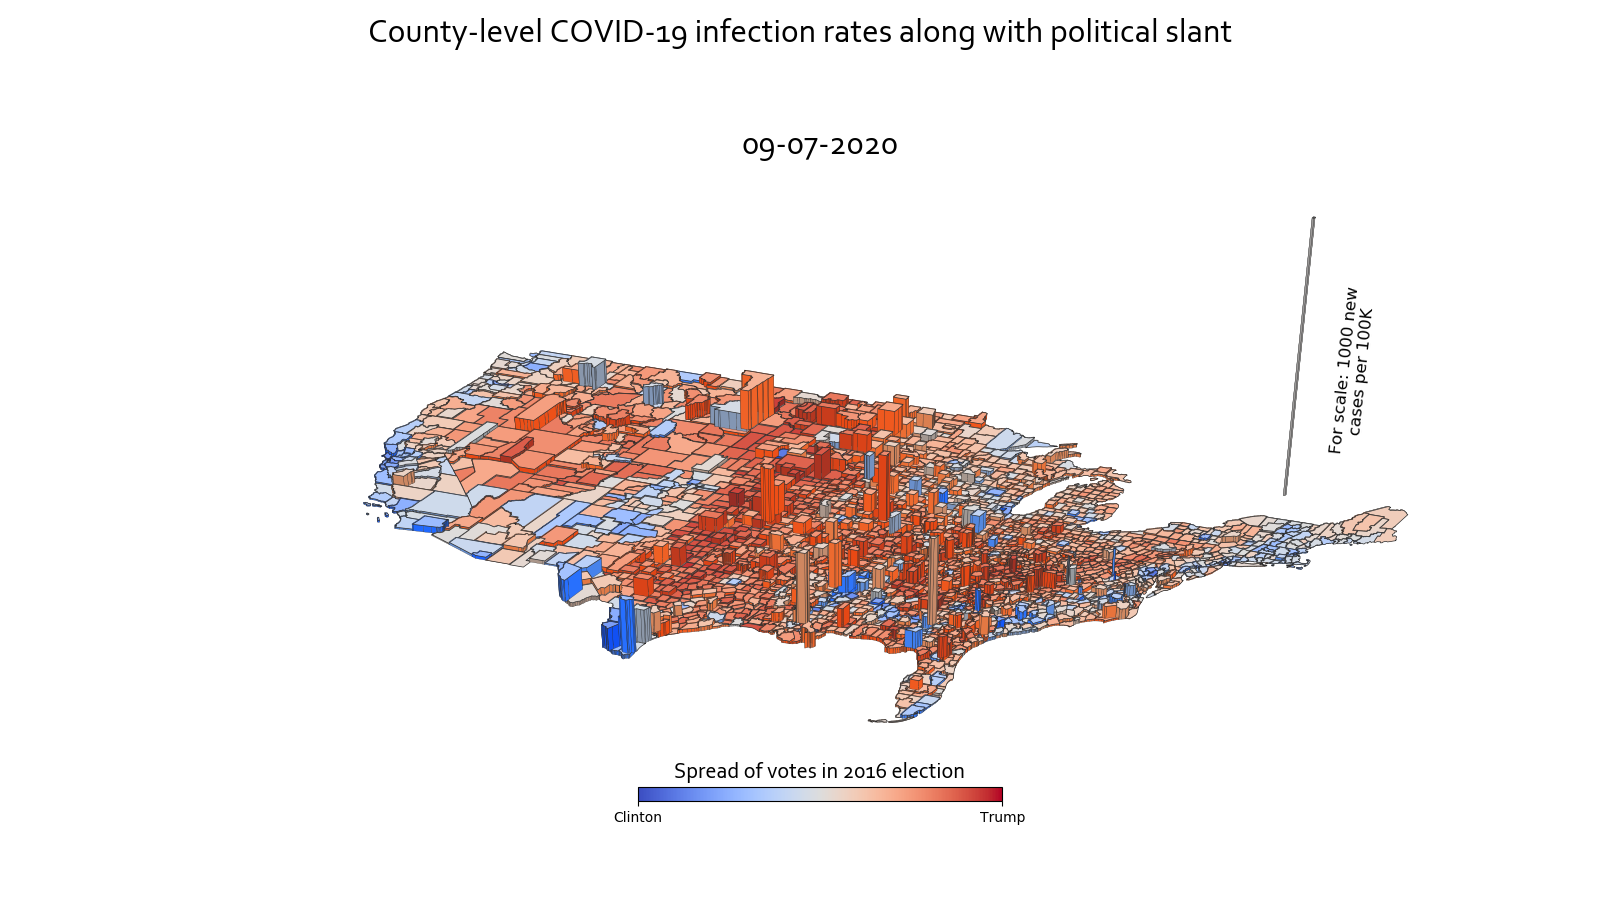 County-level COVID-19 infection rates along with political slant
09-07-2020
For scale: 1000 new
cases per 100K
Spread of votes in 2016 election
Clinton
Trump